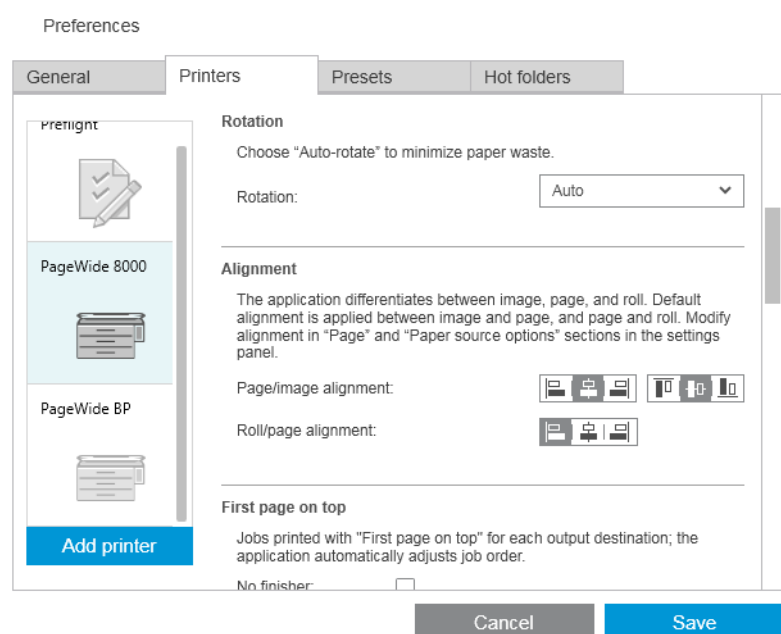 Preferences
General
Printers
Presets
Hot folders
Preflight
PageWide 8000
PageWide BP
Add printer
Rotation
Choose “Auto-rotate” to minimize paper waste.
Rotation:
Auto
Alignment
The application differentiates between image, page, and roll. Default
alignment is applied between image and page, and page and roll. Modify
alignment in “Page” and “Paper source options” sections in the settings
panel.
Page/image alignment:
Roll/page alignment:
First page on top
Jobs printed with "First page on top" for each output destination; the
application automatically adjusts job order.
No finisher:
Cancel
Save